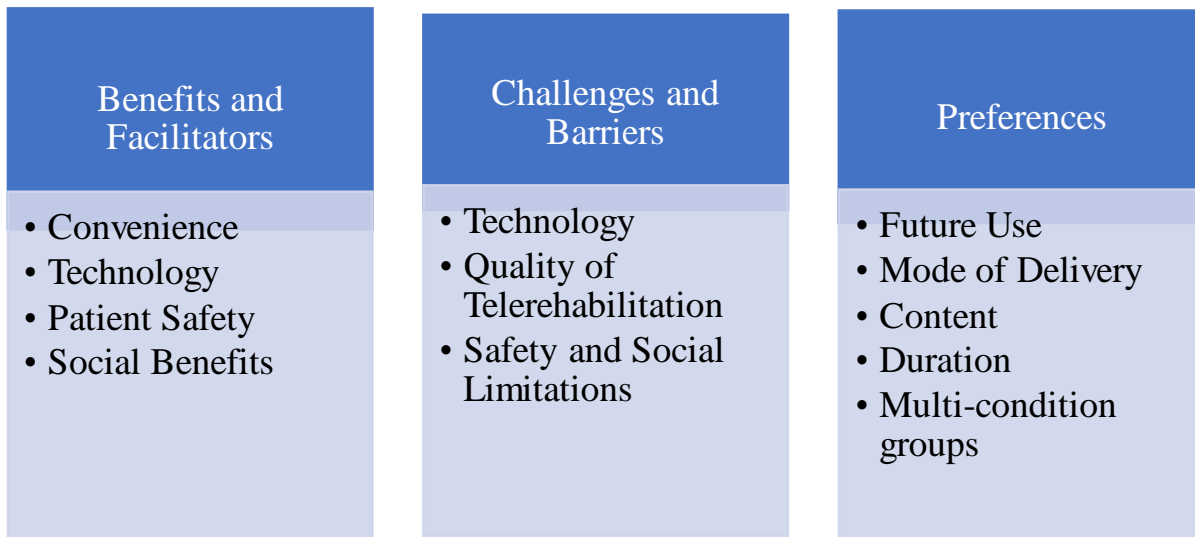 Benefits and
Facilitators
• Convenience
• Technology
• Patient Safety
• Social Benefits
Challenges and
Barriers
• Technology
• Quality of
Telerehabilitation
• Safety and Social
Limitations
Preferences
• Future Use
• Mode of Delivery
• Content
• Duration
• Multi-condition
groups